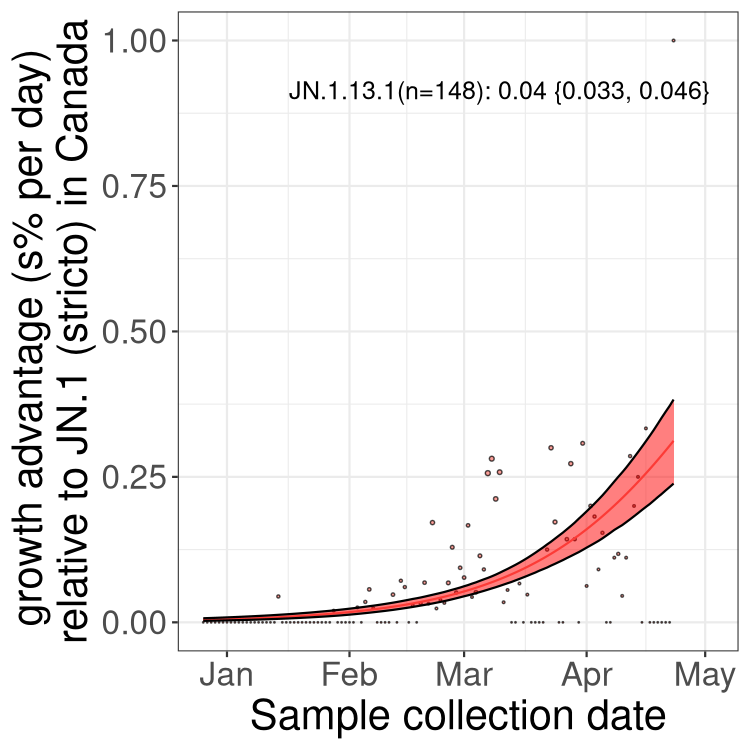 growth advantage (s% per day)
relative to JN.1 (stricto) in Canada
1.00
0.75
0.50
0.25
0.00
JN.1.13.1(n=148): 0.04 {0.033, 0.046}
Jan Feb Mar Apr May
Sample collection date